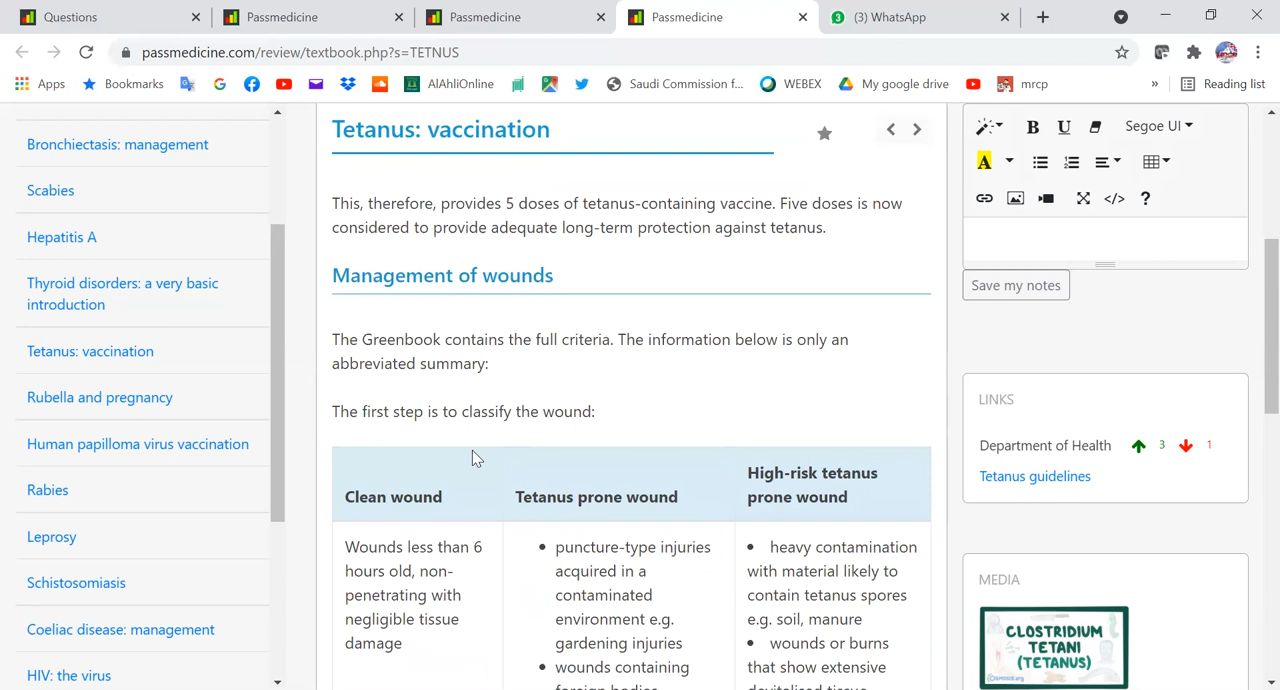 Questions
Passmedicine
Passmedicine
Passmedicine
3 (3) WhatsApp
passmedicine.com/review/textbook.php?s=TETNUS
Apps Bookmarks AlAhliOnline Saudi Commission f... WEBEX My google drive mrcp » Reading list
Bronchiectasis: management
Scabies
Hepatitis A
Thyroid disorders: a very basic
introduction
Tetanus: vaccination
Rubella and pregnancy
Human papilloma virus vaccination
Rabies
Leprosy
Schistosomiasis
Coeliac disease: management
HIV: the virus
Tetanus: vaccination
This, therefore, provides 5 doses of tetanus-containing vaccine. Five doses is now
considered to provide adequate long-term protection against tetanus.
Management of wounds
The Greenbook contains the full criteria. The information below is only an
abbreviated summary:
The first step is to classify the wound:
Clean wound
Tetanus prone wound
High-risk tetanus
prone wound
Wounds less than 6
hours old, non-
penetrating with
negligible tissue
damage
• puncture-type injuries
acquired in a
contaminated
environment e.g.
gardening injuries
• wounds containing
foreign bodies
• heavy contamination
with material likely to
contain tetanus spores
e.g. soil, manure
• wounds or burns
that show extensive
devitalised tissue
B U Segoe UI
A
</> ?
Save my notes
LINKS
Department of Health 3 1
Tetanus guidelines
MEDIA
CLOSTRIDIUM
TETANI
(TETANUS)
Osmosis.org